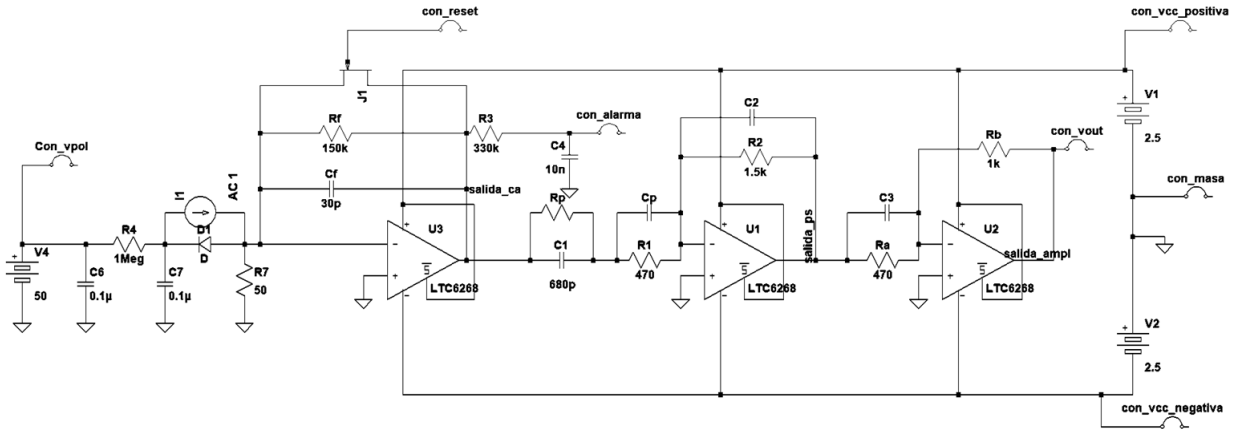 con_reset
con_vcc_positiva
J1
V1
2.5
C2
Rf
150k
R3
330k
con_alarma
Con_vpol
C4
10n
R2
1.5k
Rb
1k
con_vout
Cf
30p
salida_ca
I1
AC 1
con_masa
D1
D
Rp
Cp
C3
V4
50
R4
1Meg
C6
0.1µ
C7
0.1µ
R7
50
U3
S
LTC6268
C1
680p
R1
470
U1
S
LTC6268
salida_ps
Ra
470
U2
S
LTC6268
salida_ampl
V2
2.5
con_vcc_negativa